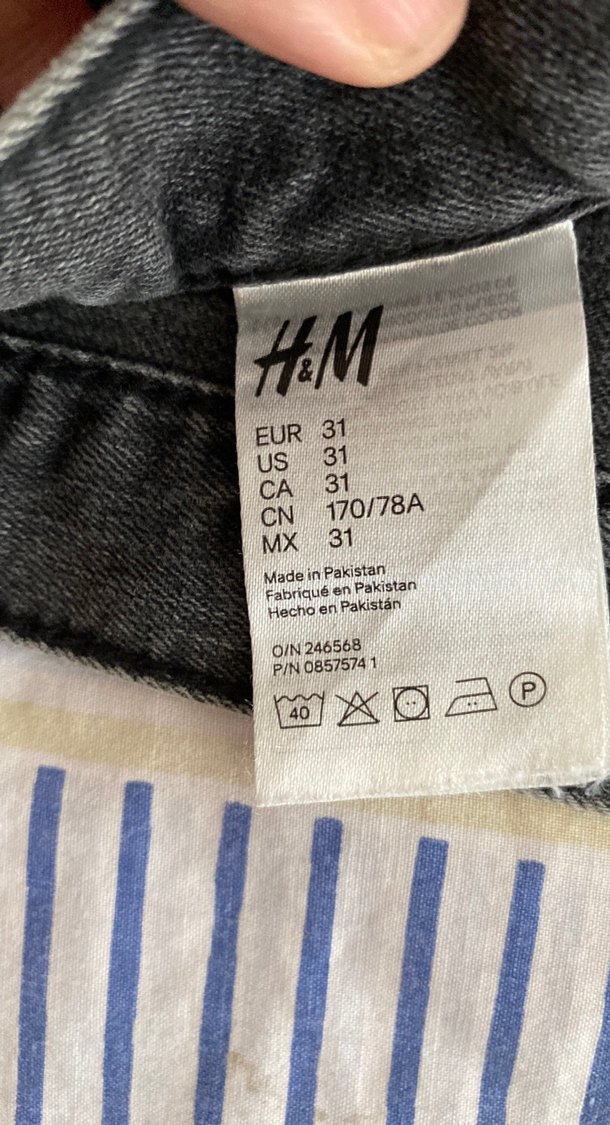 H&M
EUR 31
US 31
CA 31
CN 170/78A
MX 31
Made in Pakistan
Fabriqué en Pakistan
Hecho en Pakistán
O/N 246568
P/N 0857574 1
40 P